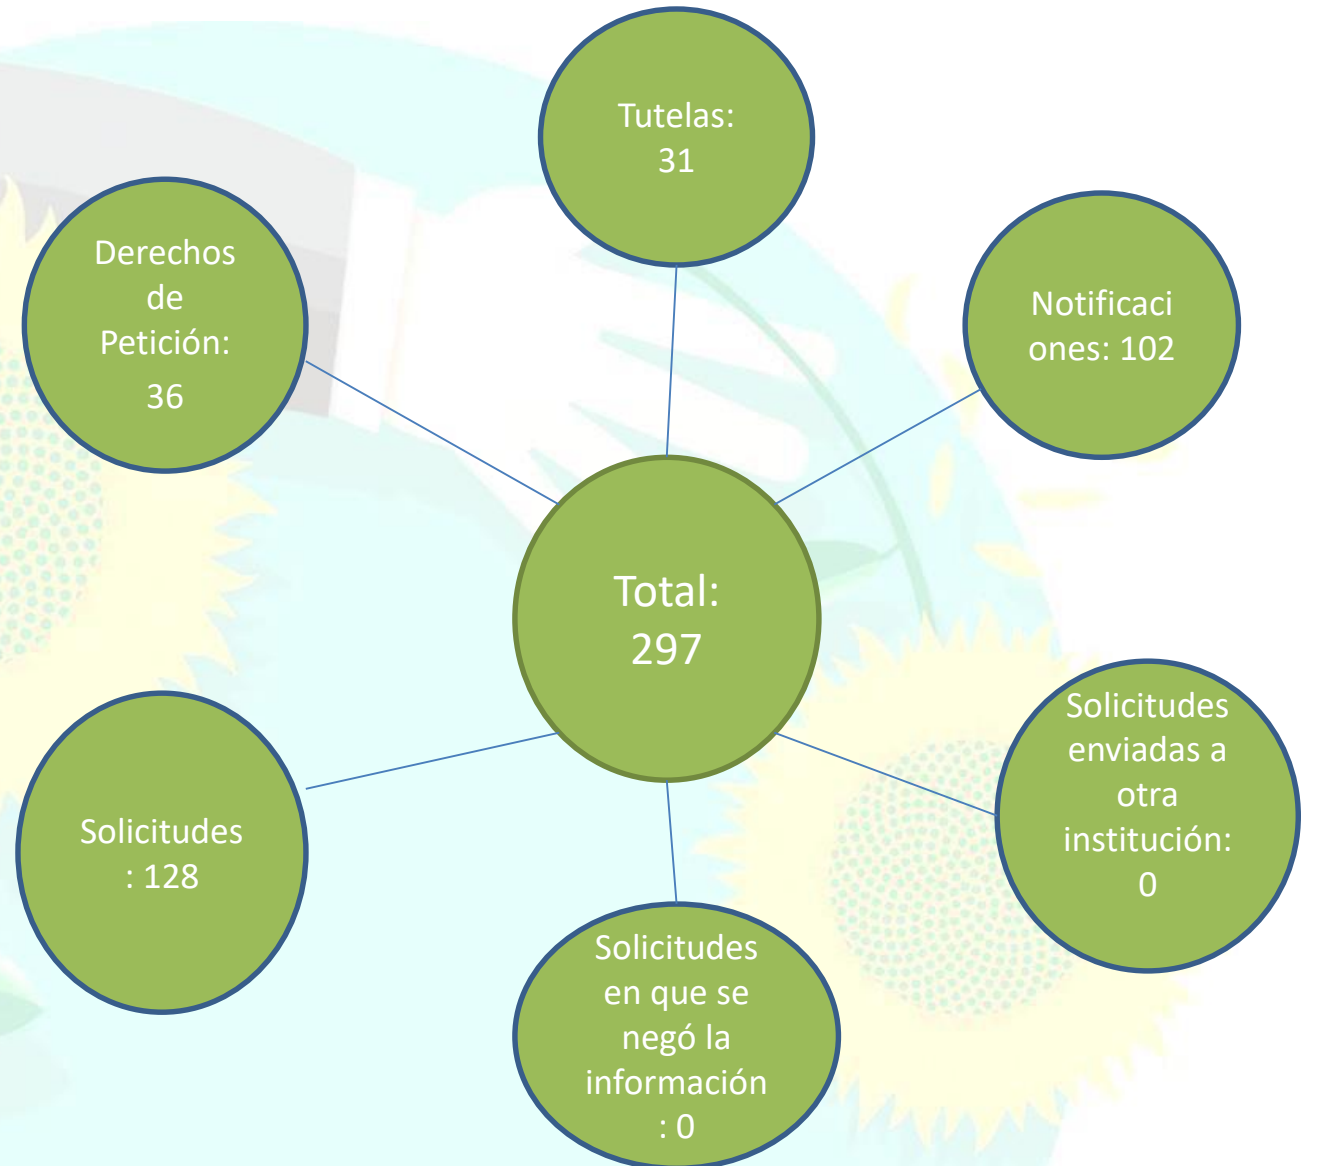 Tutelas:
31
Derechos
de
Petición:
36
Notificaci
ones: 102
Total:
297
Solicitudes
enviadas a
otra
institución:
0
Solicitudes
: 128
Solicitudes
en que se
negó la
información
: 0